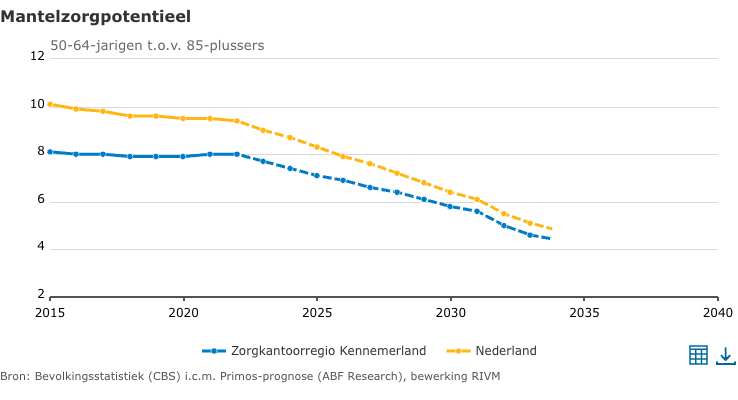 Mantelzorgpotentieel
50-64-jarigen t.o.v. 85-plussers
12
10
8
6
4
2
2015 2020 2025 2030 2035 2040
Zorgkantoorregio Kennemerland Nederland
Bron: Bevolkingsstatistiek (CBS) i.c.m. Primos-prognose (ABF Research), bewerking RIVM